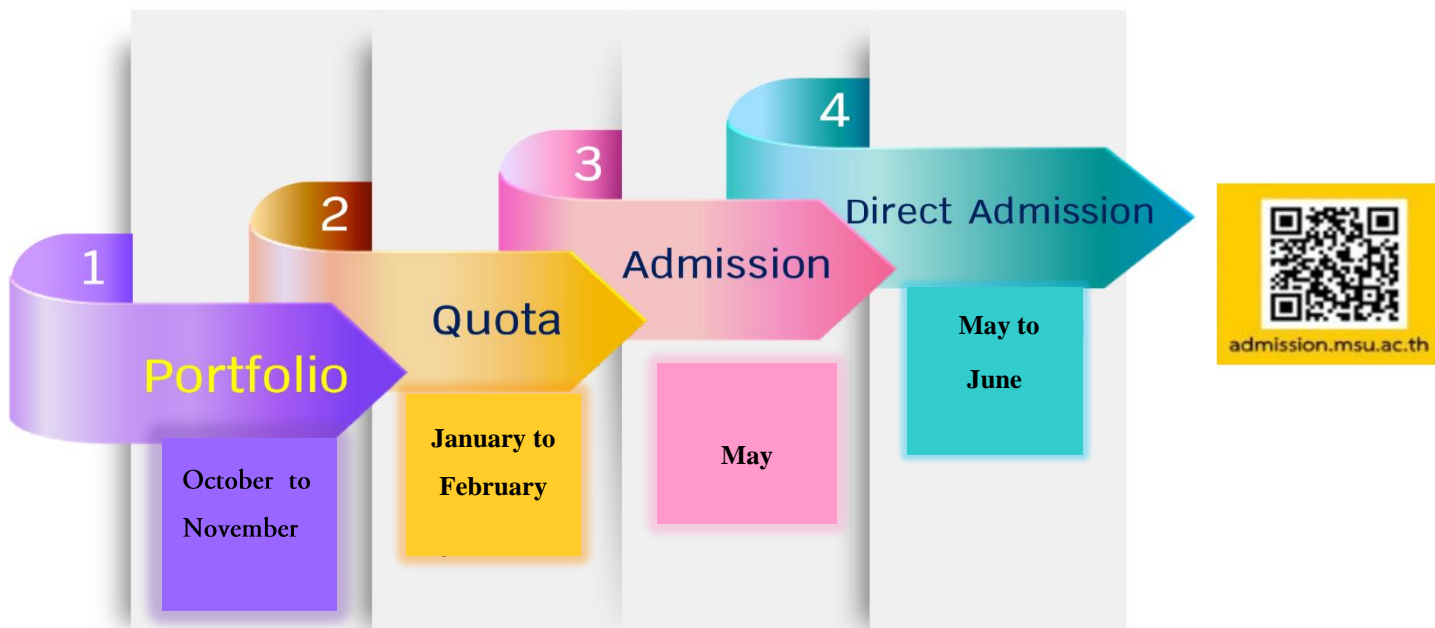 1
Portfolio
October to
November
2
Quota
January to
February
3
Admission
May
4
Direct Admission
May to
June
admission.msu.ac.th